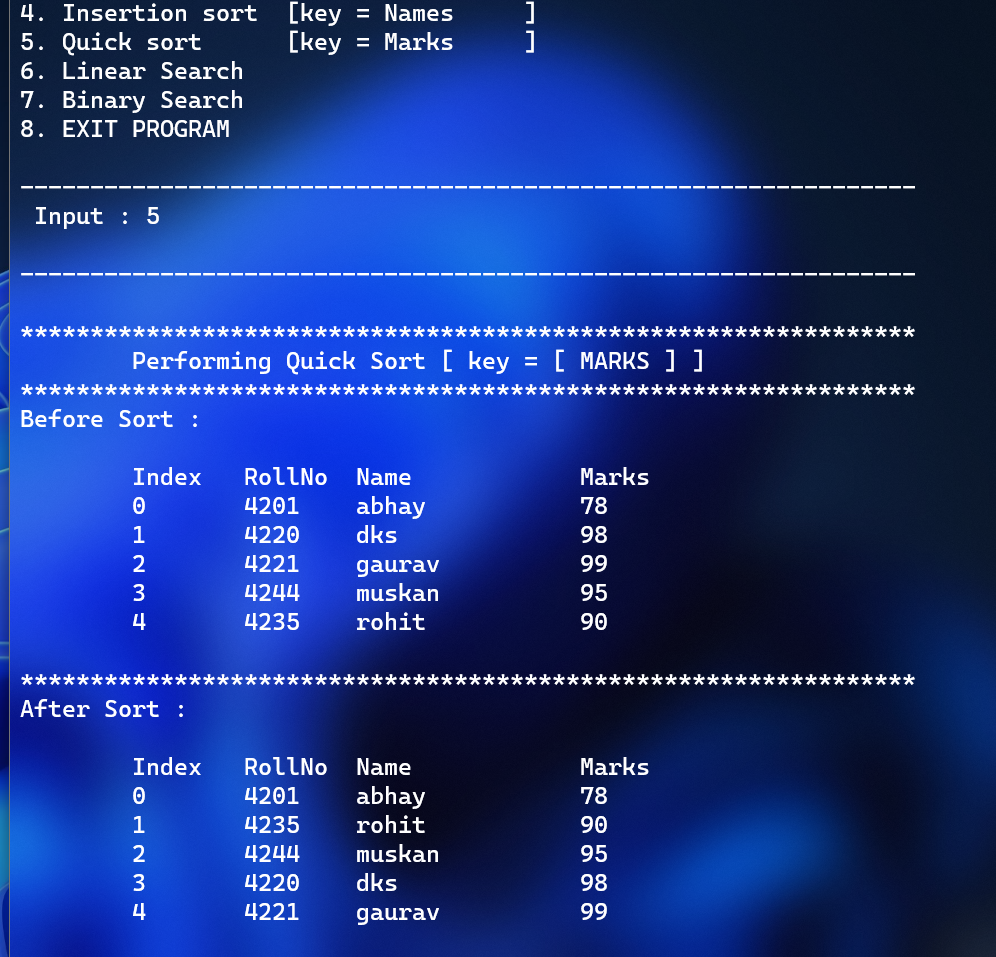 4. Insertion sort  [key = Names     ]
5. Quick sort      [key = Marks     ]
6. Linear Search
7. Binary Search
8. EXIT PROGRAM
----------------------------------------------------------------
 Input : 5
----------------------------------------------------------------
****************************************************************
        Performing Quick Sort [ key = [ MARKS ] ]
****************************************************************
Before Sort :
        Index   RollNo  Name            Marks
        0       4201    abhay           78
        1       4220    dks             98
        2       4221    gaurav          99
        3       4244    muskan          95
        4       4235    rohit           90
****************************************************************
After Sort :
        Index   RollNo  Name            Marks
        0       4201    abhay           78
        1       4235    rohit           90
        2       4244    muskan          95
        3       4220    dks             98
        4       4221    gaurav          99